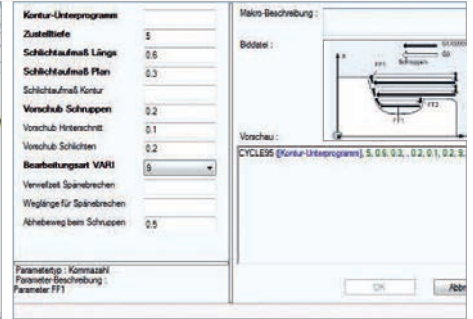 Kontur-Unterprogramm
Zustelltiefe 5
Schlichtaufmaß Längs 0.6
Schlichtaufmaß Plan 0.3
Schlichtaufmaß Kontur
Vorschub Schruppen 0.2
Vorschub Hinterschnitt 0.1
Vorschub Schlichten 0.2
Bearbeitungsart VARI 9
Verweilzeit Spänebrechen
Weglänge für Spänebrechen
Abhebeweg beim Schruppen 0.5
Parametertyp : Kommazahl
Parameter-Beschreibung :
Parameter FF1
Makro-Beschreibung :
Bilddatei :
X
FF1
Schruppen
FF2
FF1
Vorschau :
CYCLE95 ([Kontur-Unterprogramm], 5, 0.6, 0.3, , 0.2, 0.1, 0.2, 9,
OK
Abbr